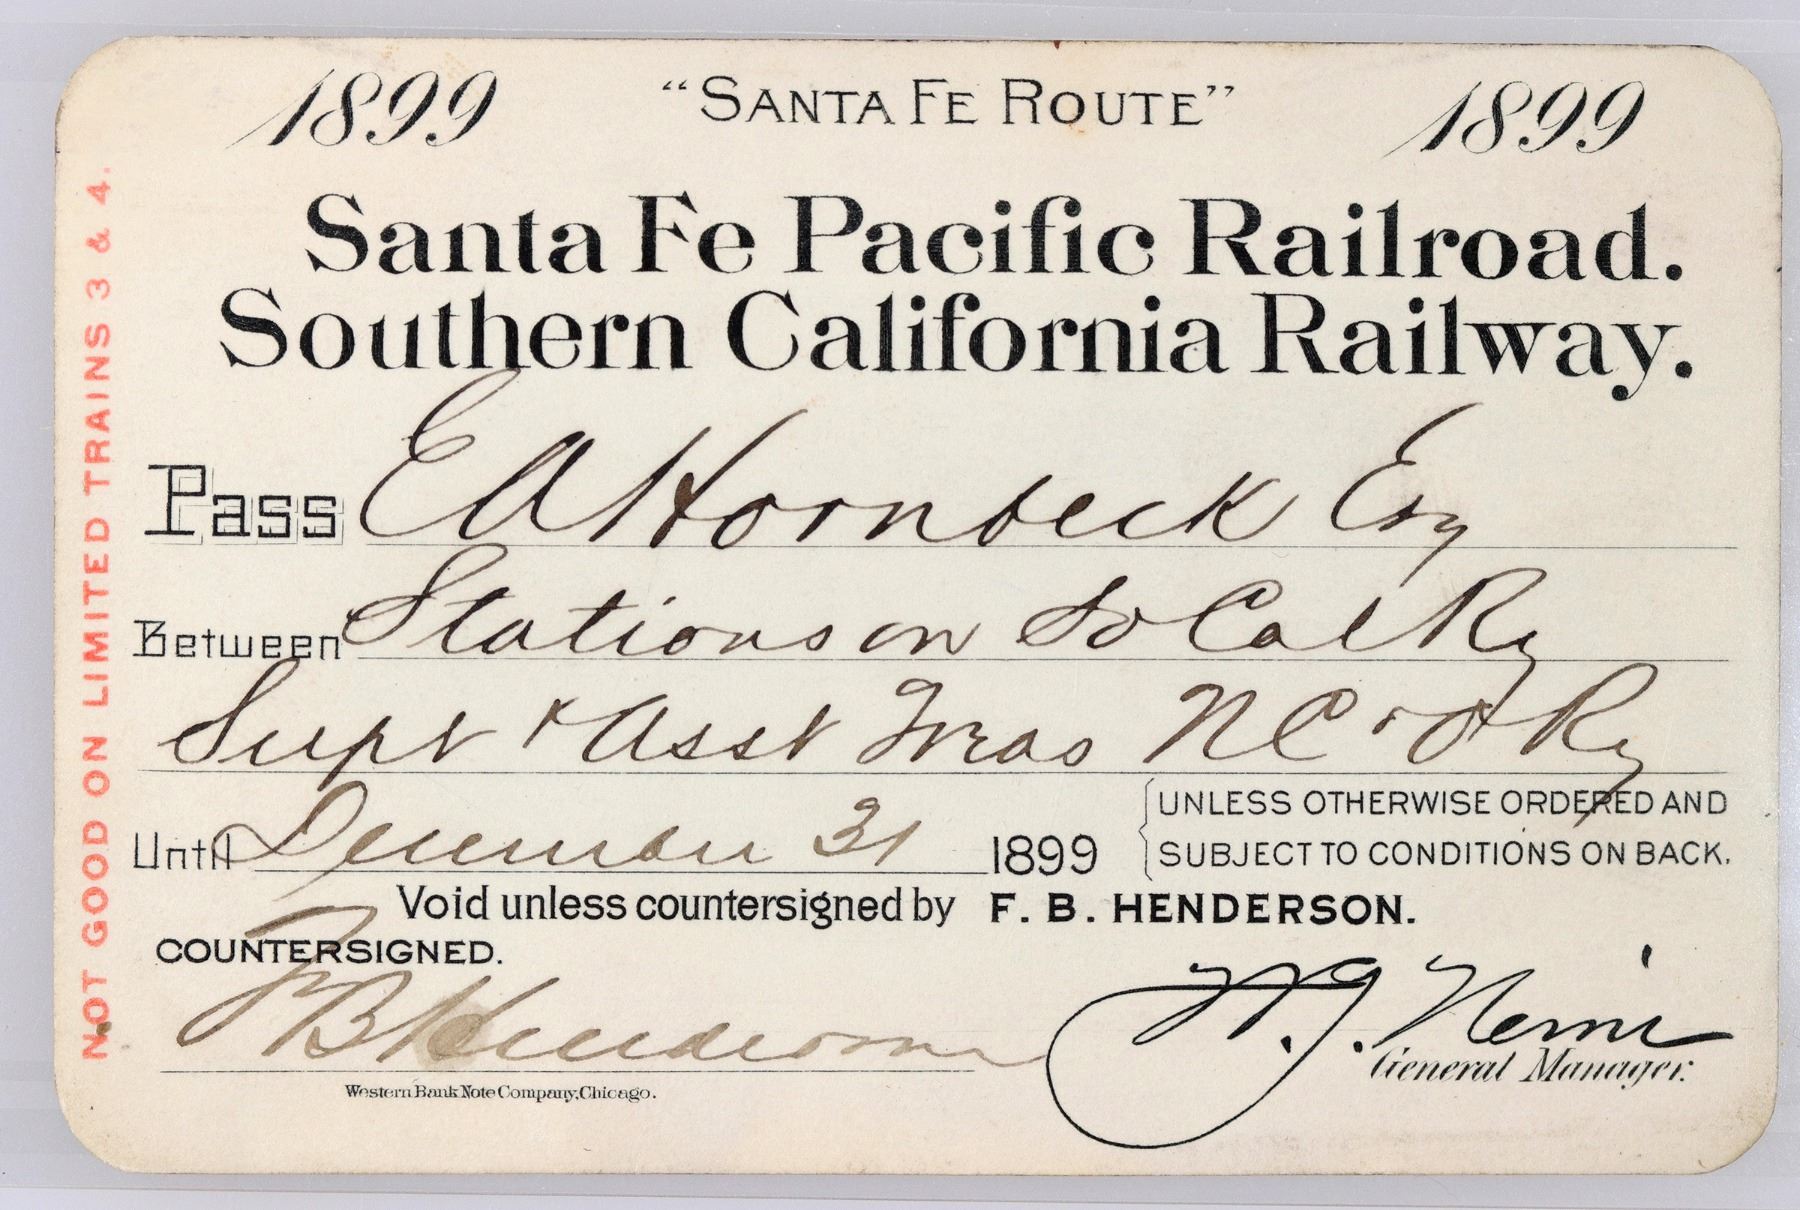 1899 "SANTA FE ROUTE" 1899
Santa Fe Pacific Railroad.
Southern California Railway.
Pass E A Hornbeck Esq
Between Stations on So Cal Ry
Supt & Asst Treas N C & O Ry
Until December 31 1899
UNLESS OTHERWISE ORDERED AND
SUBJECT TO CONDITIONS ON BACK.
Void unless countersigned by F. B. HENDERSON.
COUNTERSIGNED.
F B Henderson
General Manager.
Western Bank Note Company, Chicago.
NOT GOOD ON LIMITED TRAINS 3 & 4.